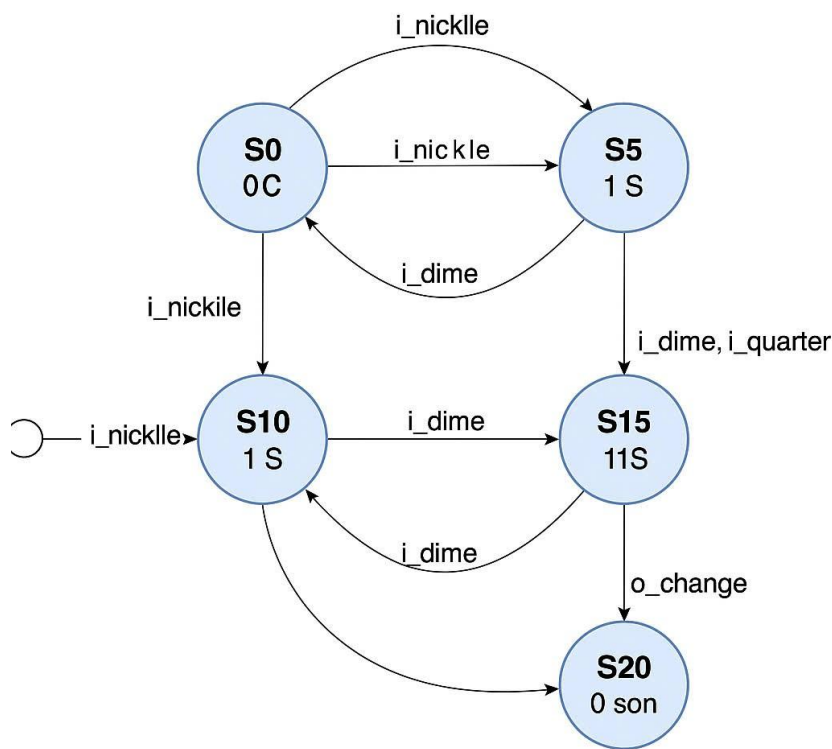 i_nicklle
S0
0C
i_nickle
S5
1 S
i_dime
i_nickile
i_dime, i_quarter
i_nicklle
S10
1 S
i_dime
S15
11S
i_dime
o_change
S20
0 son